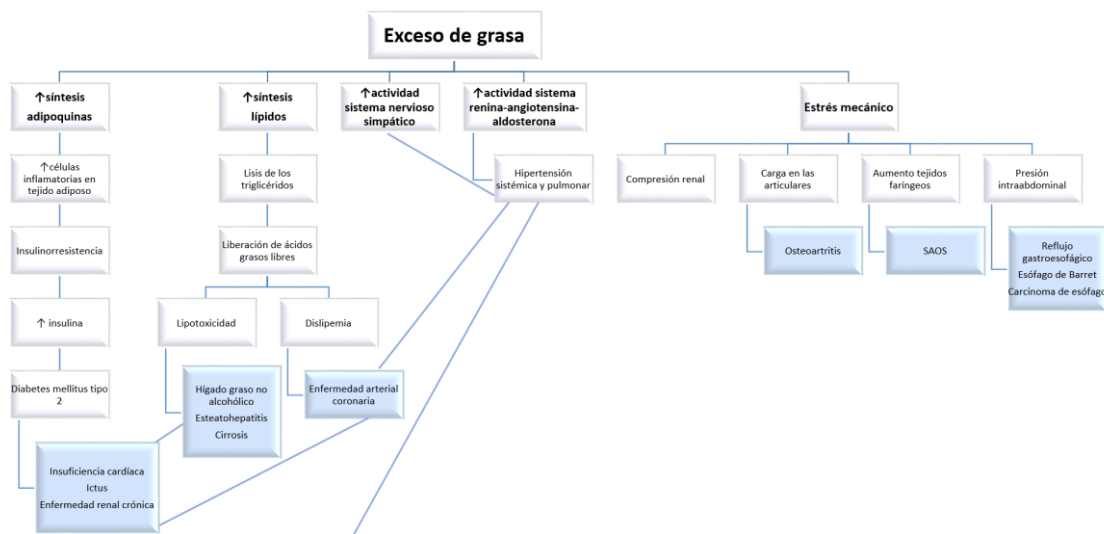 Exceso de grasa
↑síntesis
adipoquinas
↑síntesis
lípidos
↑actividad
sistema nervioso
simpático
↑actividad sistema
renina-angiotensina-
aldosterona
Estrés mecánico
↑células
inflamatorias en
tejido adiposo
Lisis de los
triglicéridos
Hipertensión
sistémica y pulmonar
Compresión renal
Carga en las
articulares
Aumento tejidos
faríngeos
Presión
intraabdominal
Insulinorresistencia
Liberación de ácidos
grasos libres
Osteoartritis
SAOS
Reflujo
gastroesofágico
Esófago de Barret
Carcinoma de esófago
↑ insulina
Lipotoxicidad
Dislipemia
Diabetes mellitus tipo
2
Hígado graso no
alcohólico
Esteatohepatitis
Cirrosis
Enfermedad arterial
coronaria
Insuficiencia cardíaca
Ictus
Enfermedad renal crónica